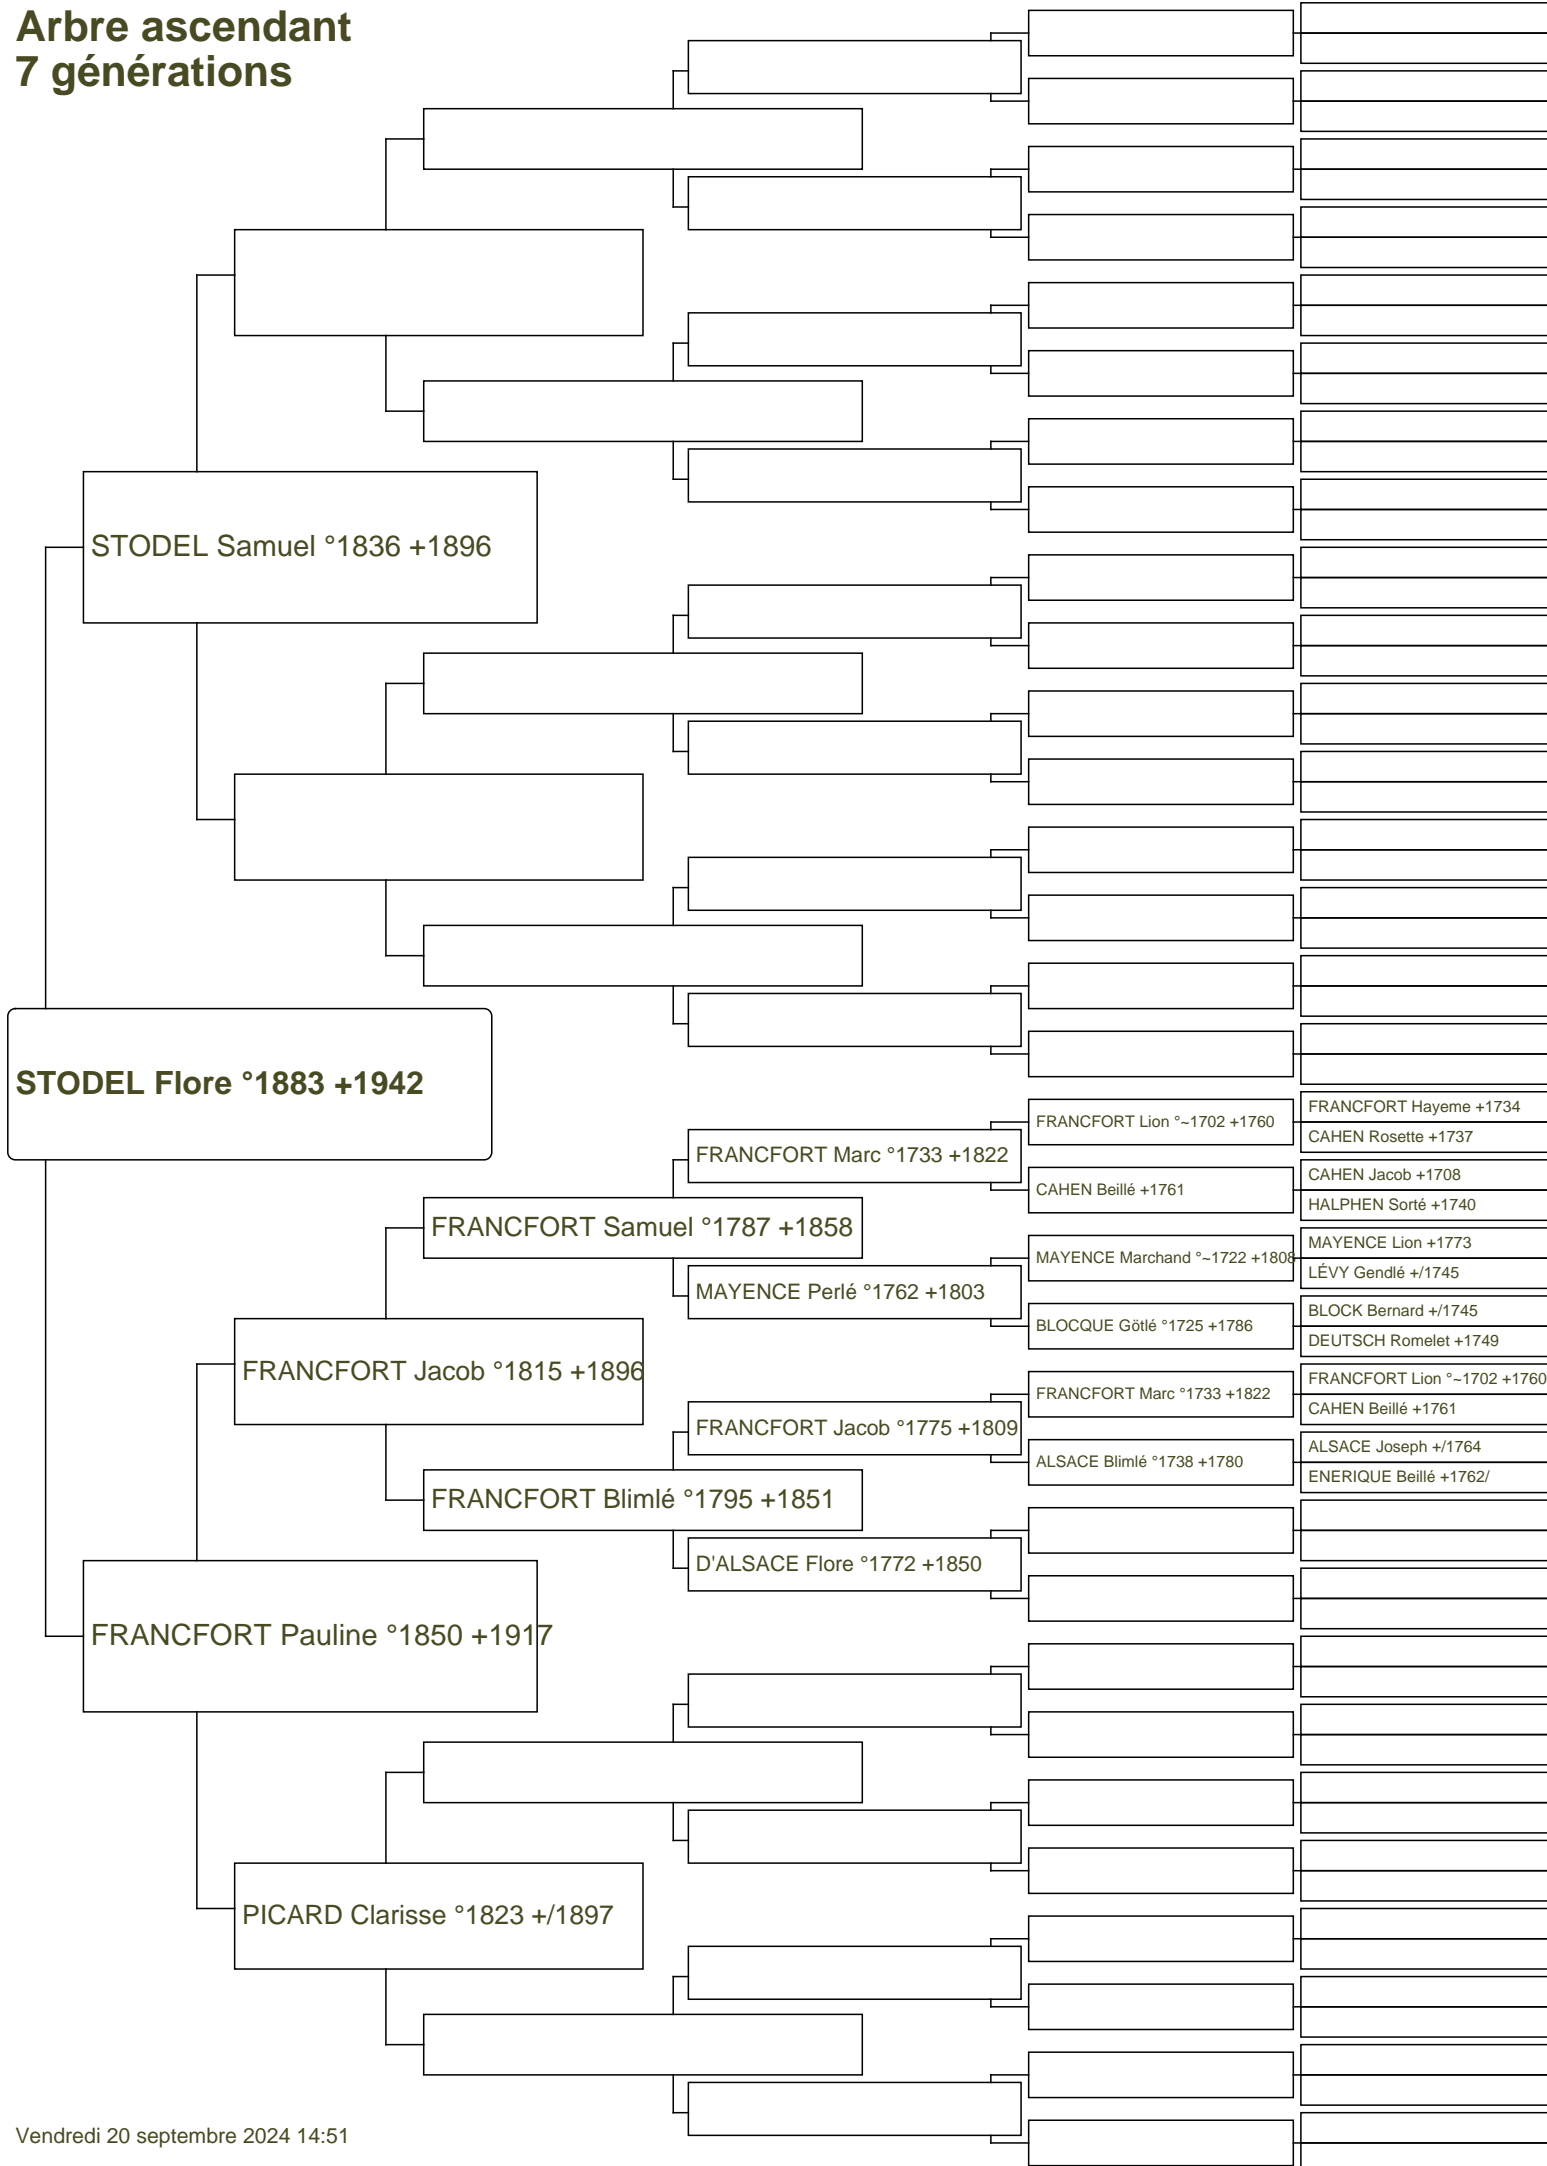 Arbre ascendant
7 générations
STODEL Samuel °1836 +1896
STODEL Flore °1883 +1942
FRANCFORT Hayeme +1734
FRANCFORT Lion °~1702 +1760
CAHEN Rosette +1737
FRANCFORT Marc °1733 +1822
CAHEN Jacob +1708
CAHEN Beillé +1761
HALPHEN Sorté +1740
FRANCFORT Samuel °1787 +1858
MAYENCE Lion +1773
MAYENCE Marchand °~1722 +1808
LÉVY Gendlé +/1745
MAYENCE Perlé °1762 +1803
BLOCK Bernard +/1745
BLOCQUE Götlé °1725 +1786
DEUTSCH Romelet +1749
FRANCFORT Jacob °1815 +1896
FRANCFORT Lion °~1702 +1760
FRANCFORT Marc °1733 +1822
CAHEN Beillé +1761
FRANCFORT Jacob °1775 +1809
ALSACE Joseph +/1764
ALSACE Blimlé °1738 +1780
ENERIQUE Beillé +1762/
FRANCFORT Blimlé °1795 +1851
D'ALSACE Flore °1772 +1850
FRANCFORT Pauline °1850 +1917
PICARD Clarisse °1823 +/1897
Vendredi 20 septembre 2024 14:51